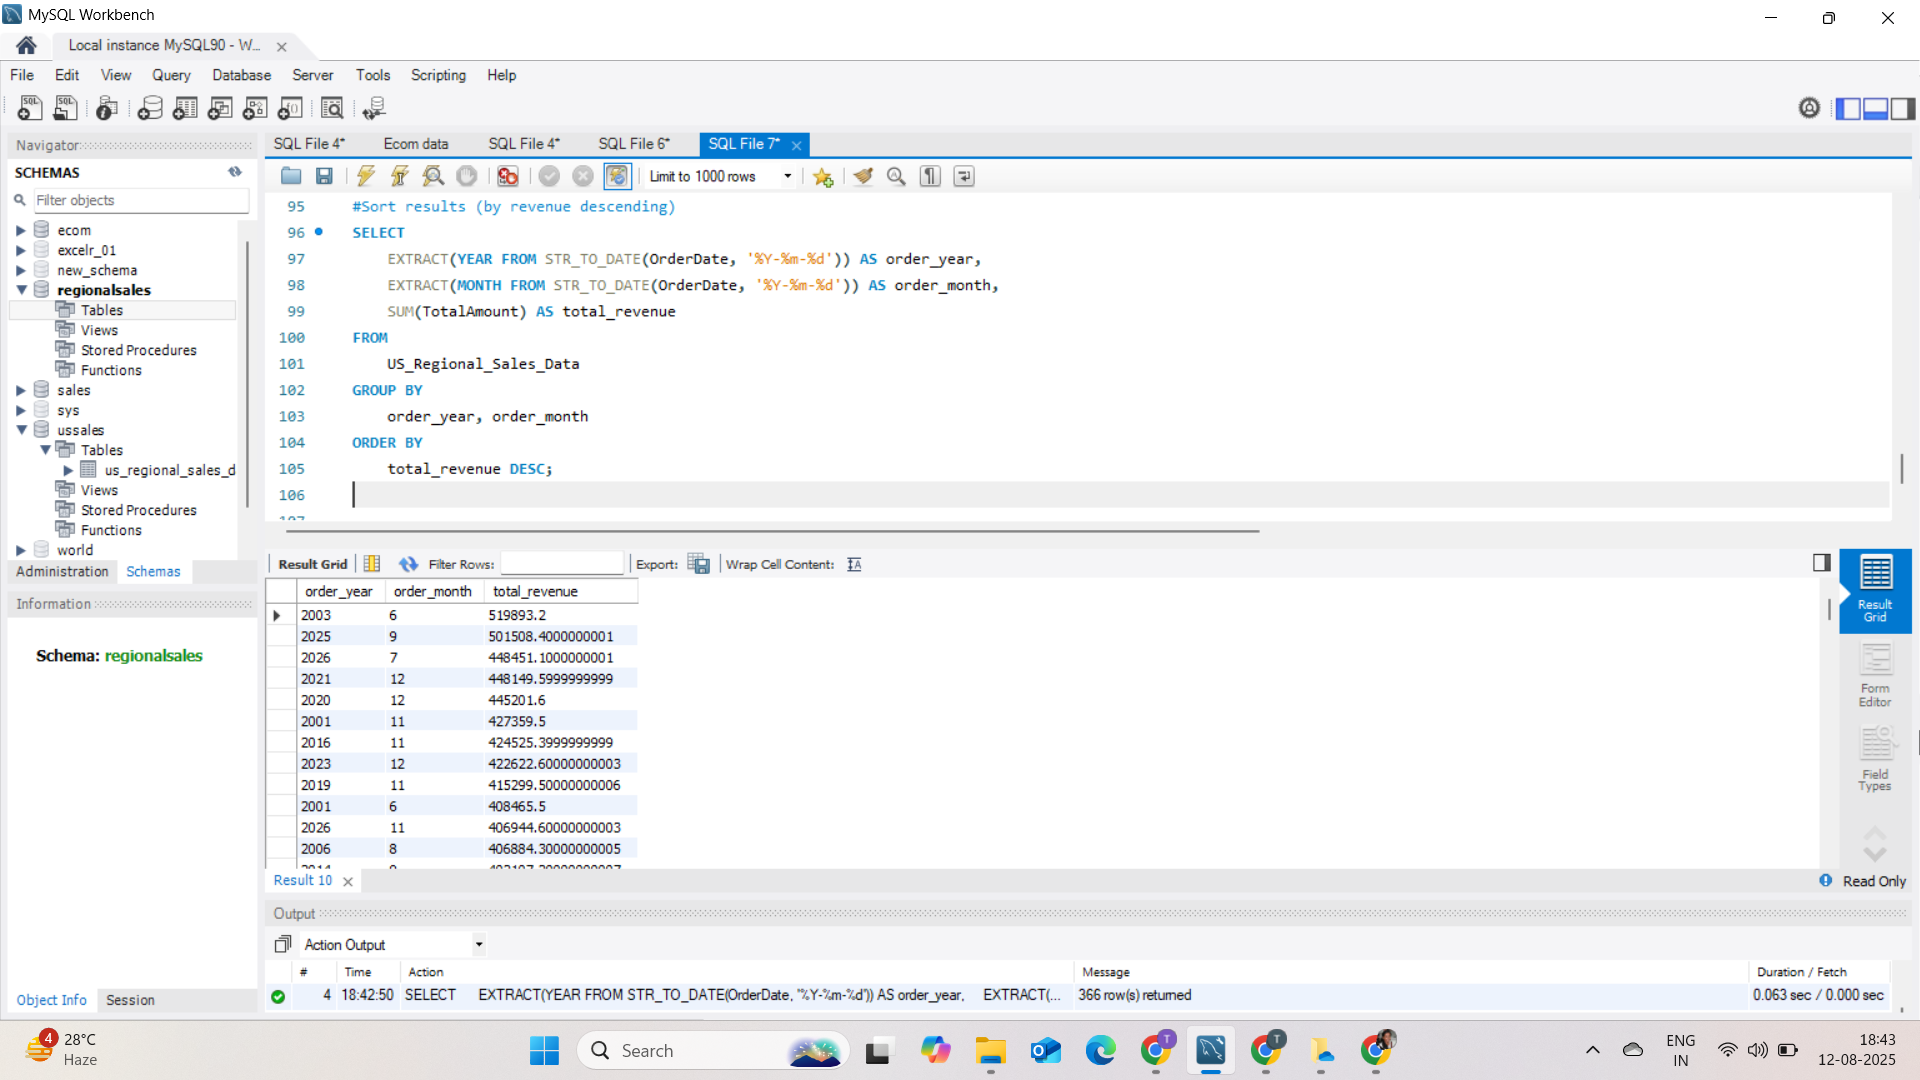 MySQL Workbench
Local instance MySQL90 - W...
File Edit View Query Database Server Tools Scripting Help
Navigator
SCHEMAS
Filter objects
ecom
excelr_01
new_schema
regionalsales
Tables
Views
Stored Procedures
Functions
sales
sys
ussales
Tables
us_regional_sales_d
Views
Stored Procedures
Functions
world
Administration Schemas
Information
Schema: regionalsales
Object Info Session
SQL File 4* Ecom data SQL File 4* SQL File 6* SQL File 7*
Limit to 1000 rows
95 #Sort results (by revenue descending)
96 SELECT
97 EXTRACT(YEAR FROM STR_TO_DATE(OrderDate, '%Y-%m-%d')) AS order_year,
98 EXTRACT(MONTH FROM STR_TO_DATE(OrderDate, '%Y-%m-%d')) AS order_month,
99 SUM(TotalAmount) AS total_revenue
100 FROM
101 US_Regional_Sales_Data
102 GROUP BY
103 order_year, order_month
104 ORDER BY
105 total_revenue DESC;
106
Result Grid Filter Rows: Export: Wrap Cell Content:
order_year order_month total_revenue
2003 6 519893.2
2025 9 501508.4000000001
2026 7 448451.1000000001
2021 12 448149.5999999999
2020 12 445201.6
2001 11 427359.5
2016 11 424525.3999999999
2023 12 422622.60000000003
2019 11 415299.50000000006
2001 6 408465.5
2026 11 406944.60000000003
2006 8 406884.30000000005
Result Grid
Form Editor
Field Types
Result 10
Read Only
Output
Action Output
# Time Action Message Duration / Fetch
4 18:42:50 SELECT EXTRACT(YEAR FROM STR_TO_DATE(OrderDate, '%Y-%m-%d')) AS order_year, EXTRACT(... 366 row(s) returned 0.063 sec / 0.000 sec
4
28°C
Haze
Search
ENG
IN
18:43
12-08-2025